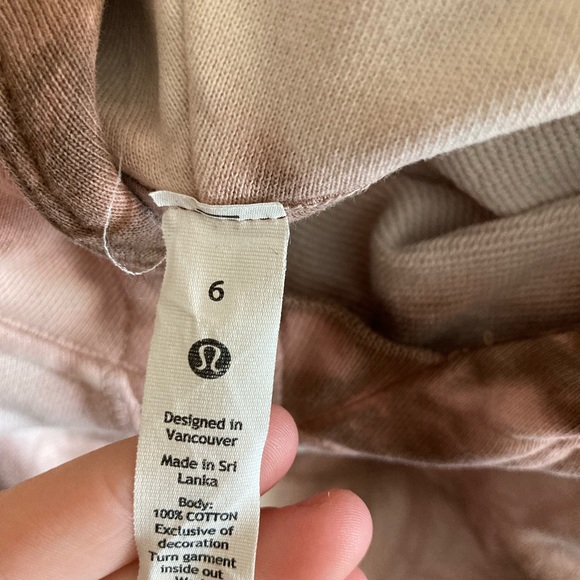 6
Designed in
Vancouver
Made in Sri
Lanka
Body:
100% COTTON
Exclusive of
decoration
Turn garment
inside out